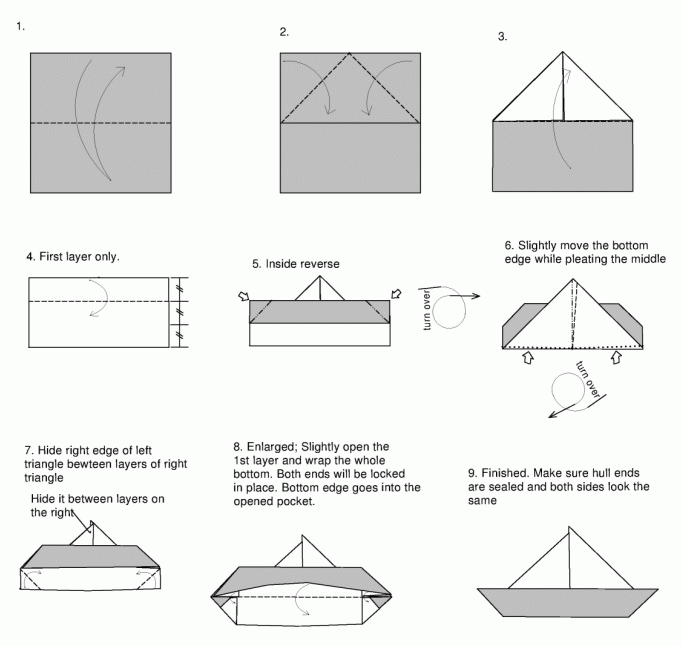 1.
2.
3.
4. First layer only.
5. Inside reverse
turn over
6. Slightly move the bottom
edge while pleating the middle
turn over
7. Hide right edge of left
triangle bewteen layers of right
triangle
Hide it between layers on
the right
8. Enlarged; Slightly open the
1st layer and wrap the whole
bottom. Both ends will be locked
in place. Bottom edge goes into the
opened pocket.
9. Finished. Make sure hull ends
are sealed and both sides look the
same